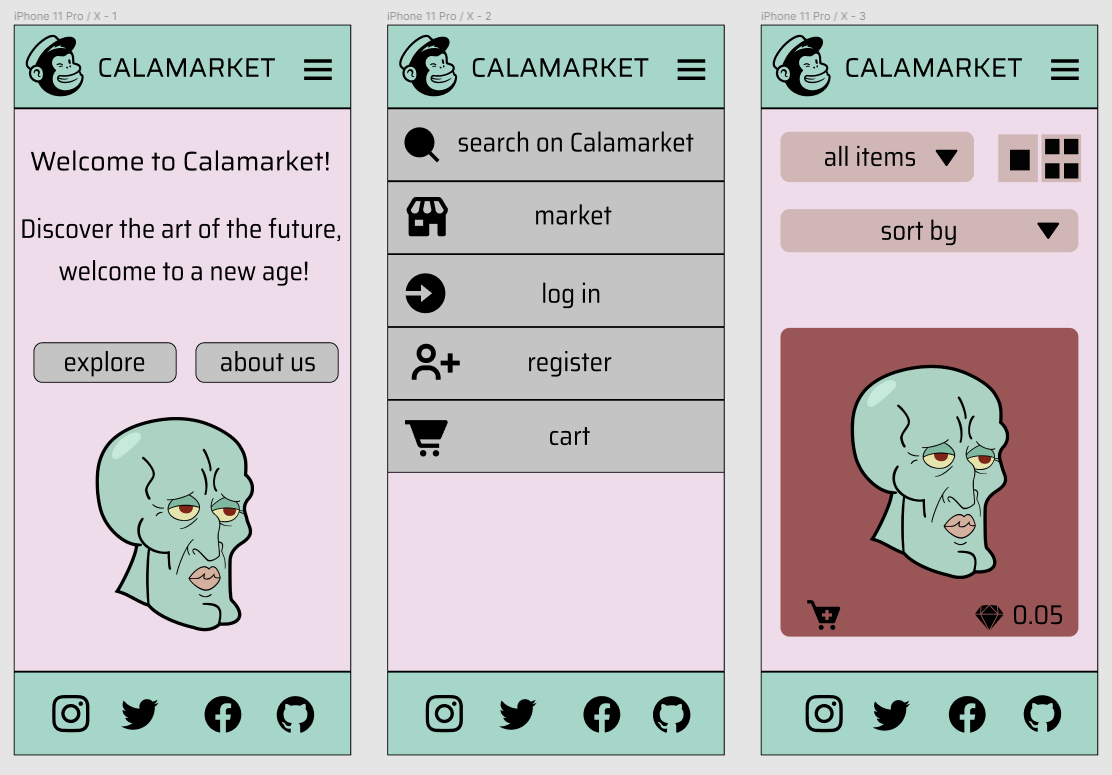 iPhone 11 Pro / X - 1
CALAMARKET
Welcome to Calamarket!
Discover the art of the future,
welcome to a new age!
explore
about us
iPhone 11 Pro / X - 2
CALAMARKET
search on Calamarket
market
log in
register
cart
iPhone 11 Pro / X - 3
CALAMARKET
all items
sort by
0.05